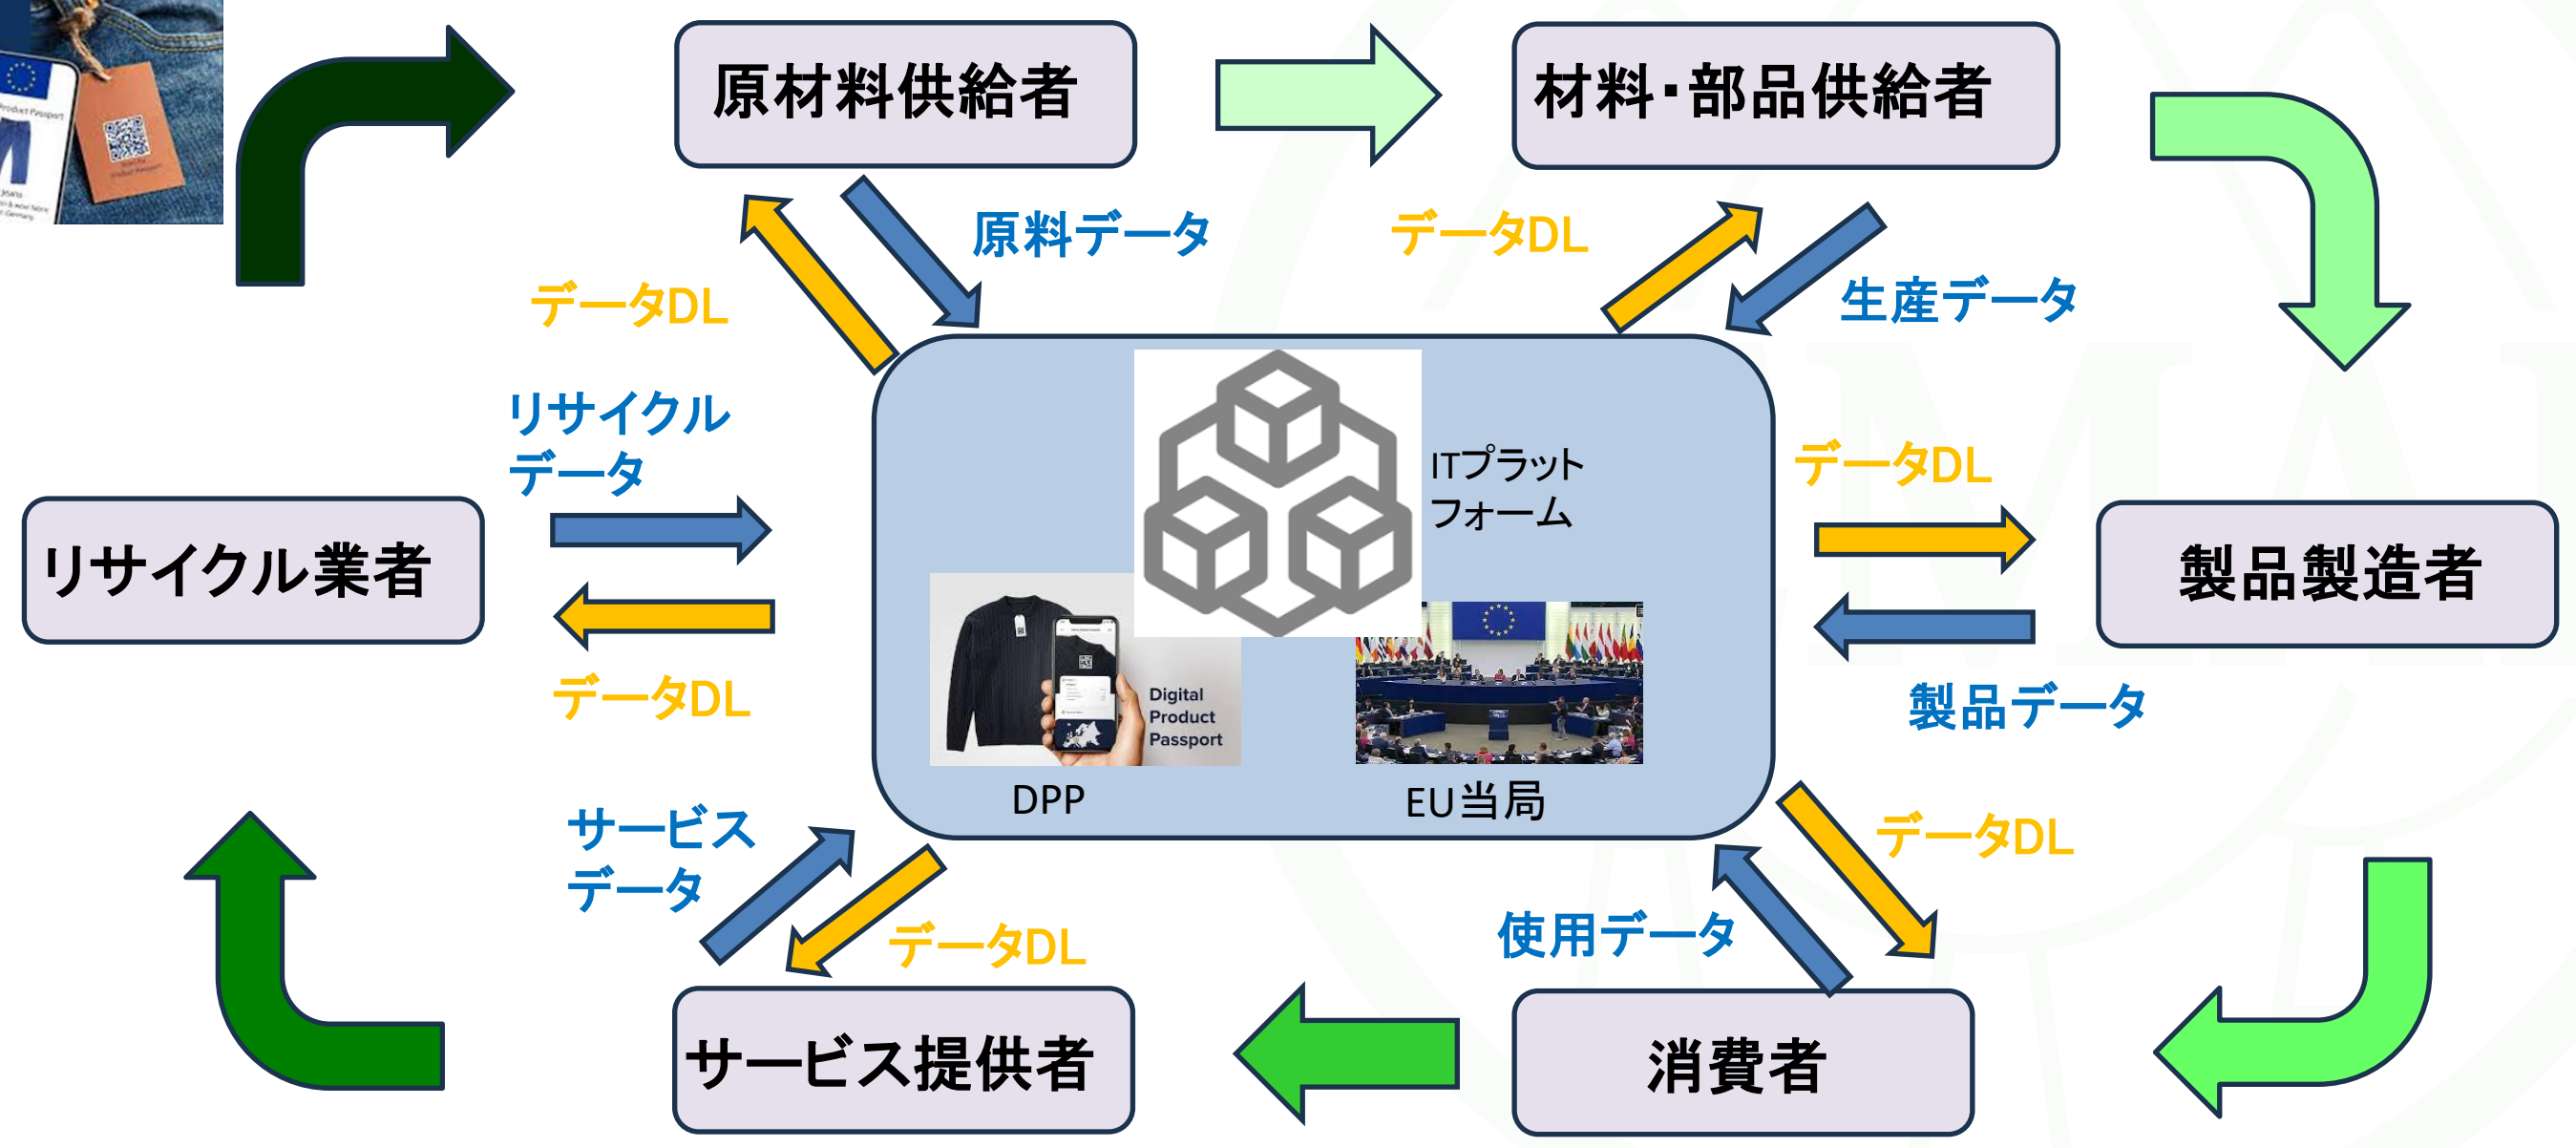 原材料供給者
材料・部品供給者
Product Passport
Jeans
Germany
原料データ
データDL
データDL
生産データ
リサイクル
データ
ITプラット
フォーム
データDL
リサイクル業者
製品製造者
データDL
製品データ
Digital
Product
Passport
DPP
EU当局
サービス
データ
データDL
使用データ
データDL
サービス提供者
消費者